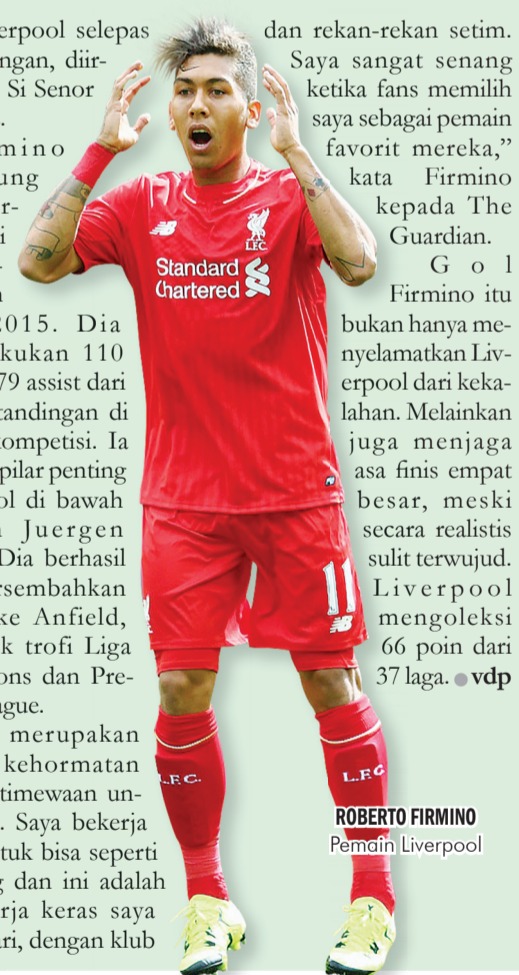 erpool selepas
ngan, diir-
Si Senor
.
mino
ung
r-
i
-
n
2015. Dia
kukan 110
79 assist dari
tandingan di
kompetisi. Ia
pilar penting
ol di bawah
n Juergen
Dia berhasil
rsembahkan
ke Anfield,
k trofi Liga
ons dan Pre-
ague.
merupakan
kehormatan
timewaan un-
. Saya bekerja
tuk bisa seperti
g dan ini adalah
rja keras saya
ari, dengan klub
dan rekan-rekan setim.
Saya sangat senang
ketika fans memilih
saya sebagai pemain
favorit mereka,”
kata Firmino
kepada The
Guardian.
Gol
Firmino itu
bukan hanya me-
nyelamatkan Liv-
erpool dari keka-
lahan. Melainkan
juga menjaga
asa finis empat
besar, meski
secara realistis
sulit terwujud.
Liverpool
mengoleksi
66 poin dari
37 laga. ● vdp
NB
L.F.C.
Standard
Chartered
11
NB
L.F.C.
L.F.C
ROBERTO FIRMINO
Pemain Liverpool